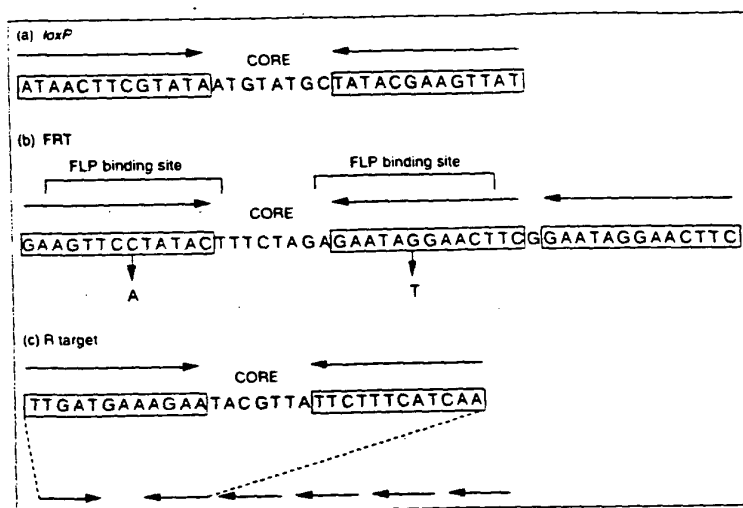 (a) loxP
CORE
ATAACTTCGTATAATGTATGCTATACGAAGTTAT
(b) FRT
FLP binding site FLP binding site
CORE
GAAGTTCCTATACTTTCTAGAGAATAGGAACTTCGGAATAGGAACTTC
A T
(c) R target
CORE
TTGATGAAAGAATACGTTATTCTTTCATCAA